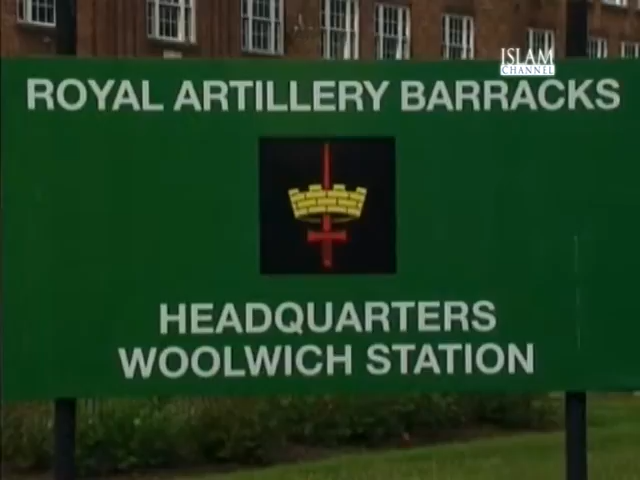 ISLAM
CHANNEL
ROYAL ARTILLERY BARRACKS
HEADQUARTERS
WOOLWICH STATION